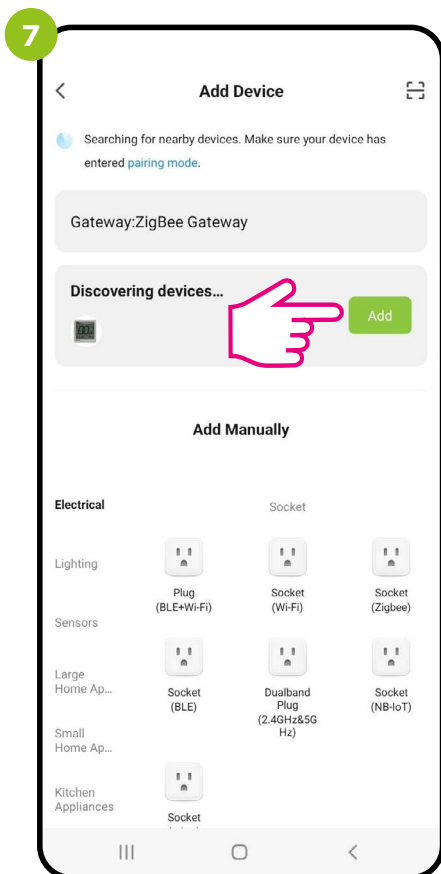 7
Add Device
Searching for nearby devices. Make sure your device has
entered pairing mode.
Gateway:ZigBee Gateway
Discovering devices...
Add
Add Manually
Electrical
Lighting
Sensors
Large
Home Ap...
Small
Home Ap...
Kitchen
Appliances
Socket
Plug
(BLE+Wi-Fi)
Socket
(Wi-Fi)
Socket
(Zigbee)
Socket
(BLE)
Dualband
Plug
(2.4GHz&5G
Hz)
Socket
(NB-IoT)
Socket